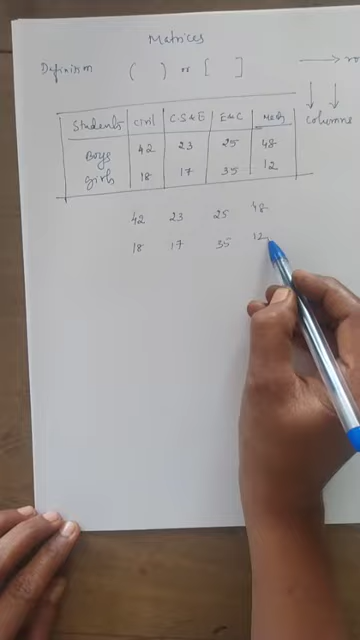 Matrices
Definism ( ) or [ ] → ro
columns
Students Civil C.S & E E & C Mech
Boys 42 23 25 48
Girls 18 17 35 12
42 23 25 48
18 17 35 12